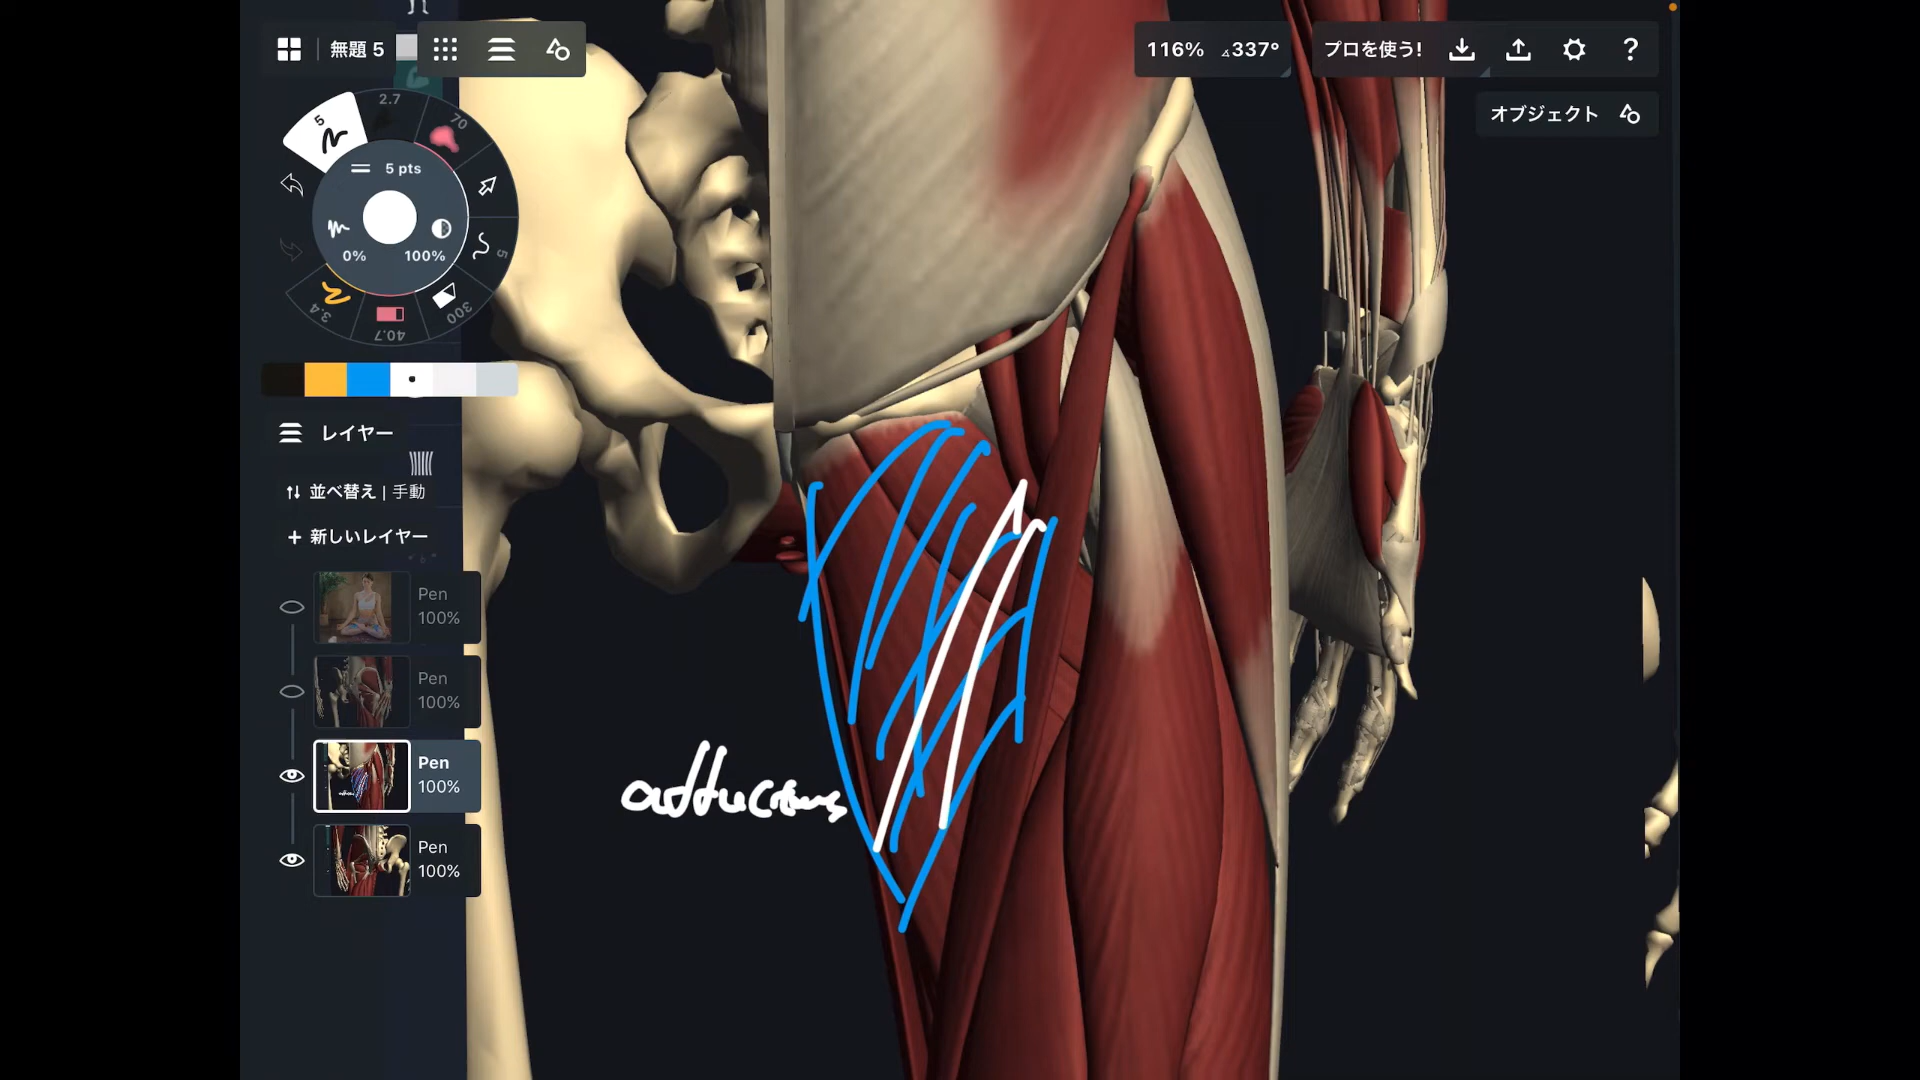 無題 5
116% ⊿337°
プロを使う!
?
オブジェクト
2.7
5
70
5 pts
5
0%
100%
3.4
40.7
300
レイヤー
並べ替え | 手動
+ 新しいレイヤー
Pen
100%
Pen
100%
Pen
100%
Pen
100%
adductors